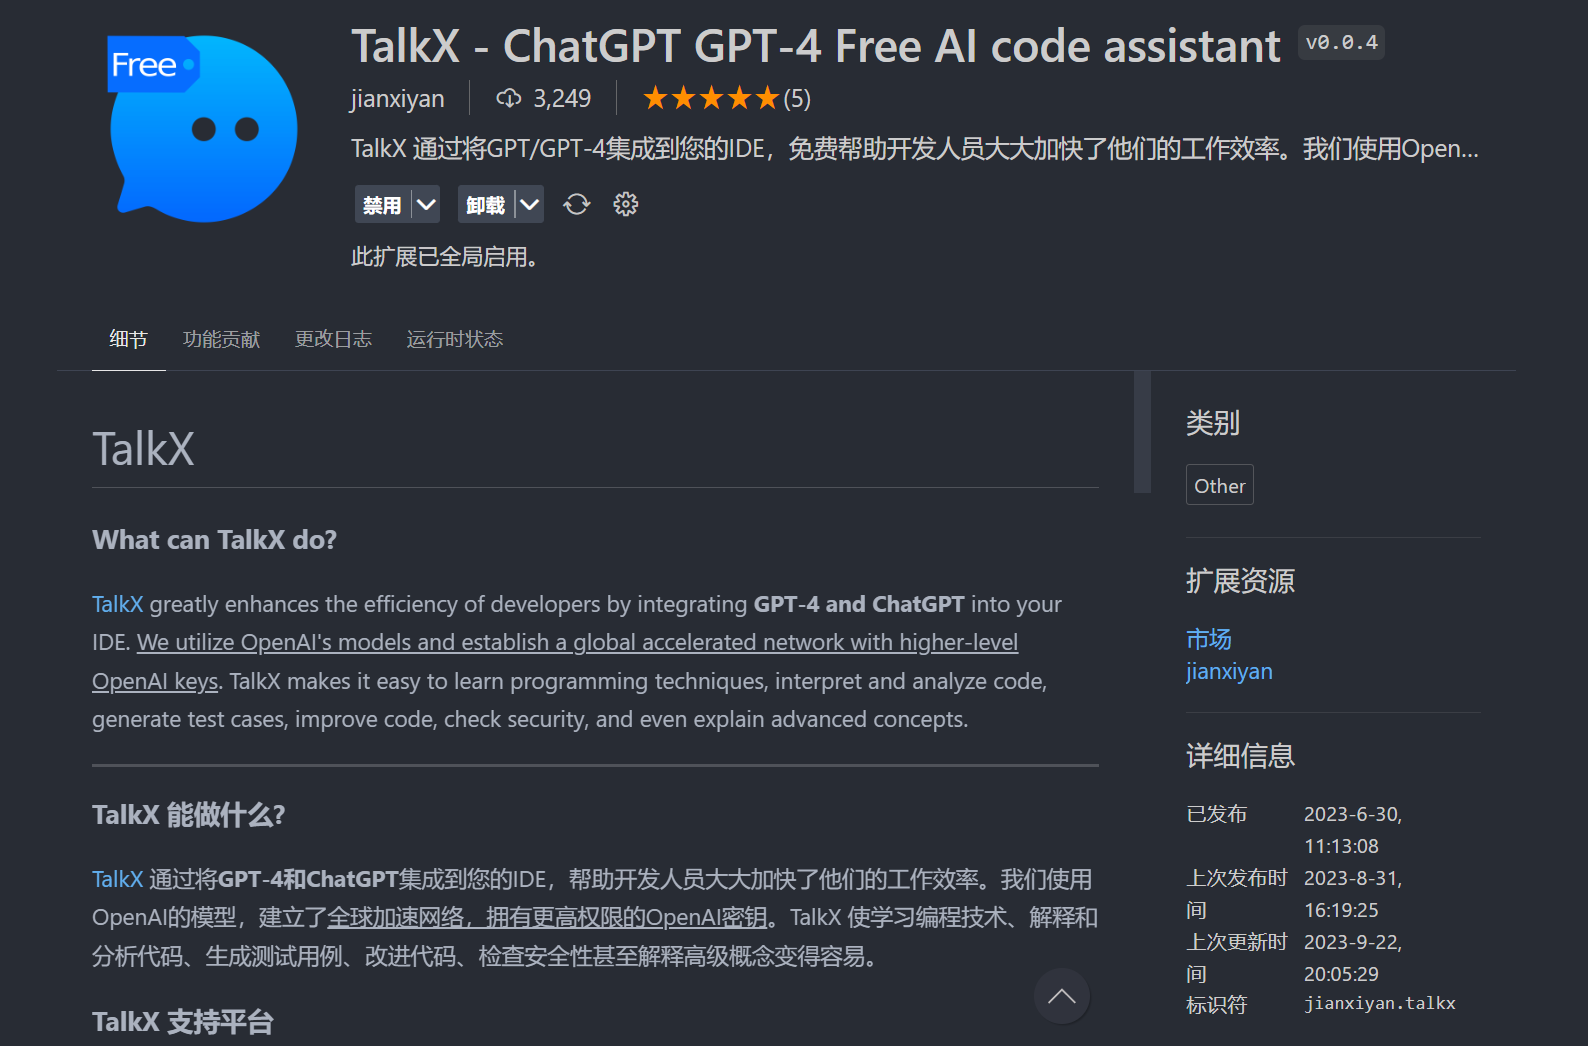 Free
TalkX - ChatGPT GPT-4 Free AI code assistant v0.0.4
jianxiyan 3,249 ★★★★★(5)
TalkX 通过将GPT/GPT-4集成到您的IDE，免费帮助开发人员大大加快了他们的工作效率。我们使用Open...
禁用 卸载
此扩展已全局启用。
细节 功能贡献 更改日志 运行时状态
TalkX
What can TalkX do?
TalkX greatly enhances the efficiency of developers by integrating GPT-4 and ChatGPT into your
IDE. We utilize OpenAI's models and establish a global accelerated network with higher-level
OpenAI keys. TalkX makes it easy to learn programming techniques, interpret and analyze code,
generate test cases, improve code, check security, and even explain advanced concepts.
TalkX 能做什么?
TalkX 通过将GPT-4和ChatGPT集成到您的IDE，帮助开发人员大大加快了他们的工作效率。我们使用
OpenAI的模型，建立了全球加速网络，拥有更高权限的OpenAI密钥。TalkX 使学习编程技术、解释和
分析代码、生成测试用例、改进代码、检查安全性甚至解释高级概念变得容易。
TalkX 支持平台
类别
Other
扩展资源
市场
jianxiyan
详细信息
已发布 2023-6-30,
11:13:08
上次发布时 2023-8-31,
间 16:19:25
上次更新时 2023-9-22,
间 20:05:29
标识符 jianxiyan.talkx